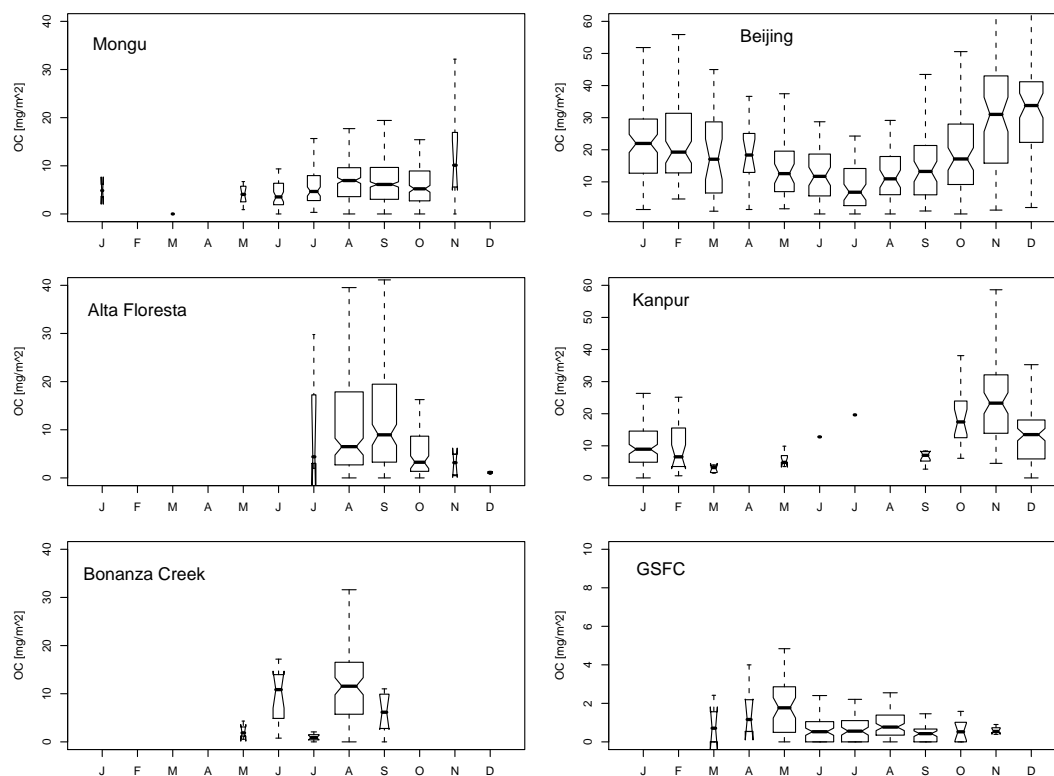 Mongu
OC [mg/m^2]
0 10 20 30 40
J F M A M J J A S O N D
Beijing
OC [mg/m^2]
0 10 20 30 40 50 60
J F M A M J J A S O N D
Alta Floresta
OC [mg/m^2]
0 10 20 30 40
J F M A M J J A S O N D
Kanpur
OC [mg/m^2]
0 10 20 30 40 50 60
J F M A M J J A S O N D
Bonanza Creek
OC [mg/m^2]
0 10 20 30 40
J F M A M J J A S O N D
GSFC
OC [mg/m^2]
0 2 4 6 8 10
J F M A M J J A S O N D